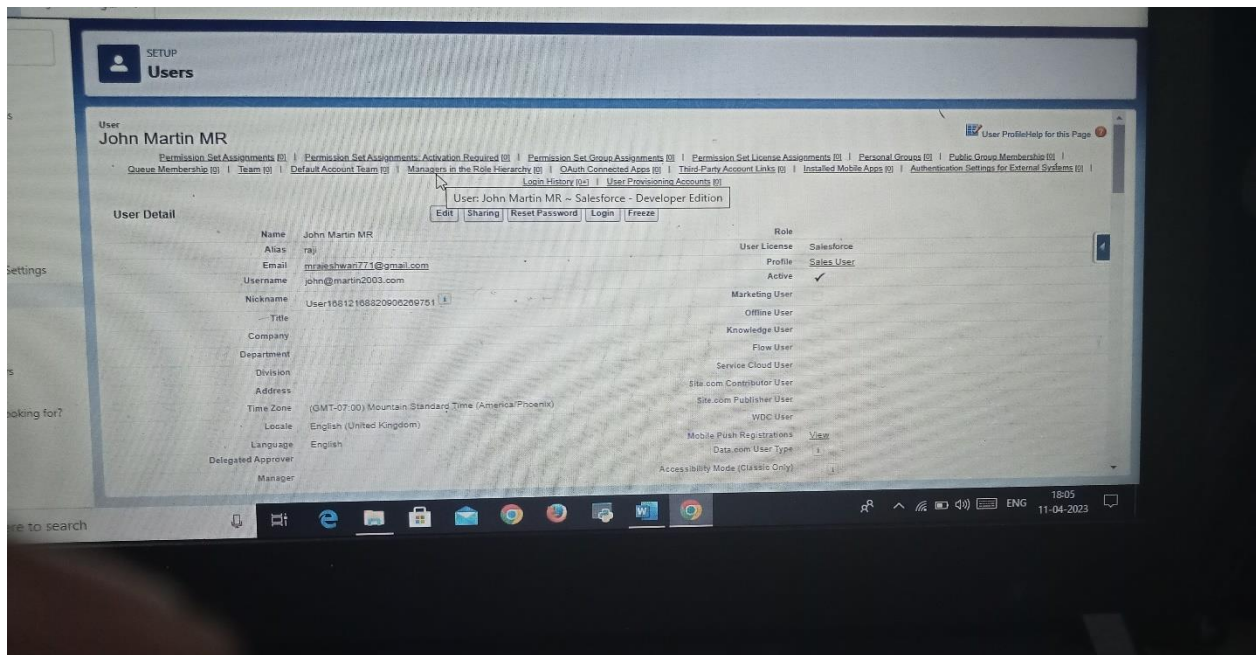 SETUP
Users
User
John Martin MR
User Profile Help for this Page
Permission Set Assignments [0] | Permission Set Assignments: Activation Required [0] | Permission Set Group Assignments [0] | Permission Set License Assignments [0] | Personal Groups [0] | Public Group Membership [0] |
Queue Membership [0] | Team [0] | Default Account Team [0] | Managers in the Role Hierarchy [0] | OAuth Connected Apps [0] | Third-Party Account Links [0] | Installed Mobile Apps [0] | Authentication Settings for External Systems [0] |
Login History [0+] | User Provisioning Accounts [0]
User: John Martin MR ~ Salesforce - Developer Edition
User Detail Edit Sharing Reset Password Login Freeze
Name John Martin MR Role
Alias raji User License Salesforce
Email mrajeshwari771@gmail.com Profile Sales User
Username john@martin2003.com Active
Nickname User16812168820906269751 i Marketing User
Title Offline User
Company Knowledge User
Department Flow User
Division Service Cloud User
Address Site.com Contributor User
Time Zone (GMT-07:00) Mountain Standard Time (America/Phoenix) Site.com Publisher User
Locale English (United Kingdom) WDC User
Language English Mobile Push Registrations View
Delegated Approver Data.com User Type i
Manager Accessibility Mode (Classic Only) i
Settings
ooking for?
re to search
ENG
18:05
11-04-2023